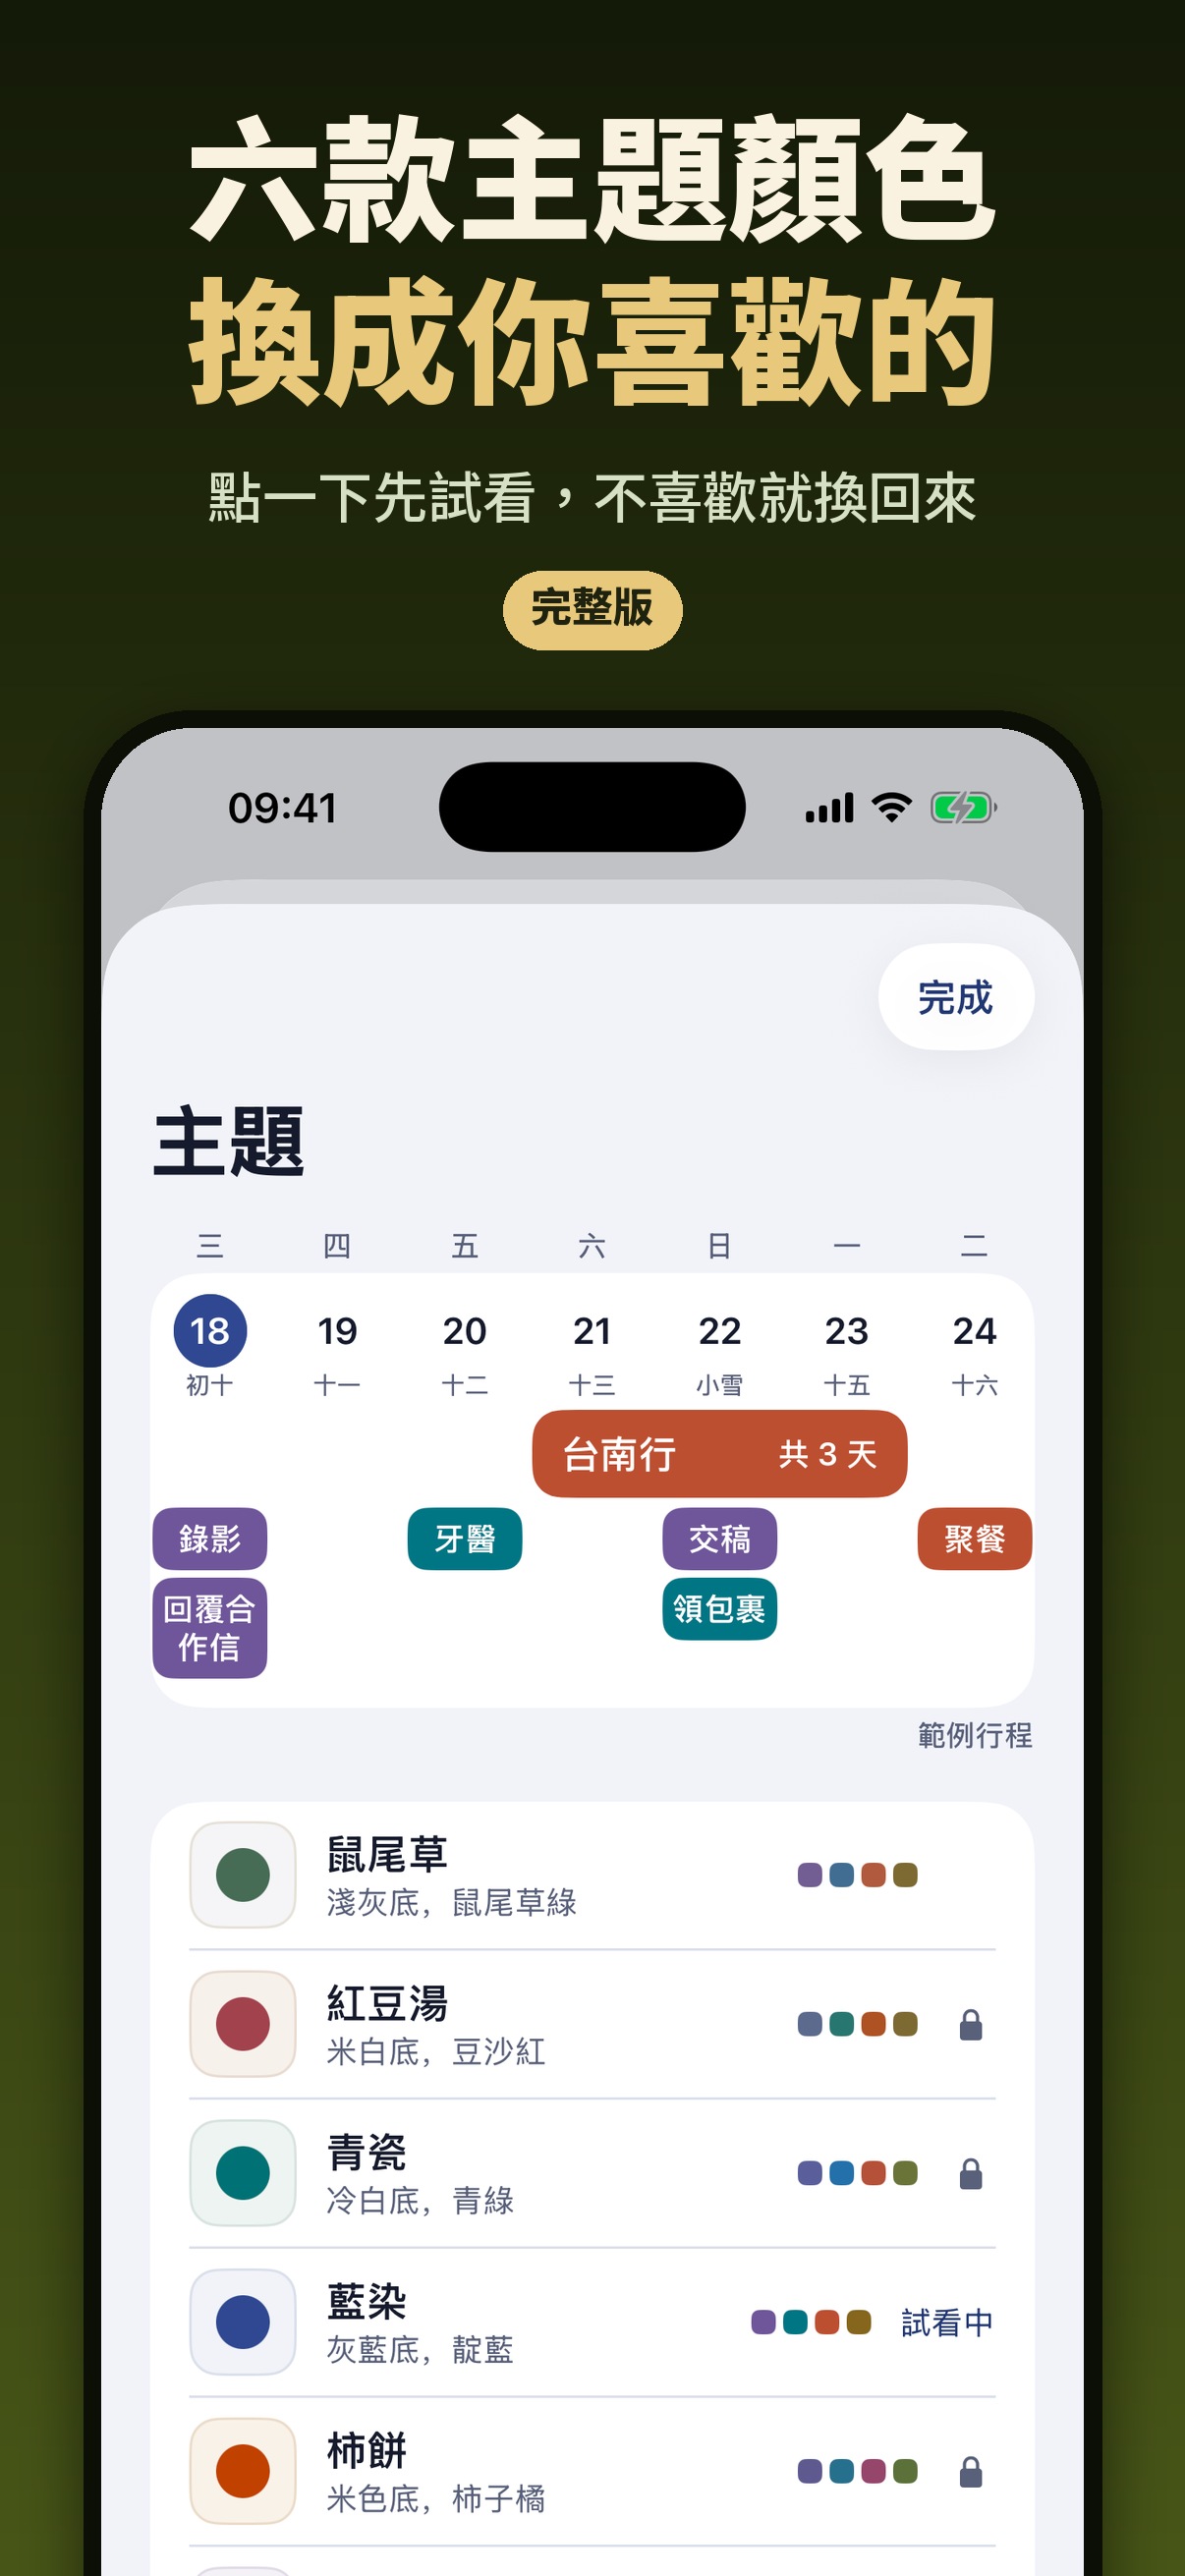 六款主題顏色
換成你喜歡的
點一下先試看，不喜歡就換回來
完整版
09:41
完成
主題
三 四 五 六 日 一 二
18 19 20 21 22 23 24
初十 十一 十二 十三 小雪 十五 十六
台南行 共 3 天
錄影 牙醫 交稿 聚餐
回覆合
作信
領包裹
範例行程
鼠尾草
淺灰底，鼠尾草綠
紅豆湯
米白底，豆沙紅
青瓷
冷白底，青綠
藍染
灰藍底，靛藍
試看中
柿餅
米色底，柿子橘